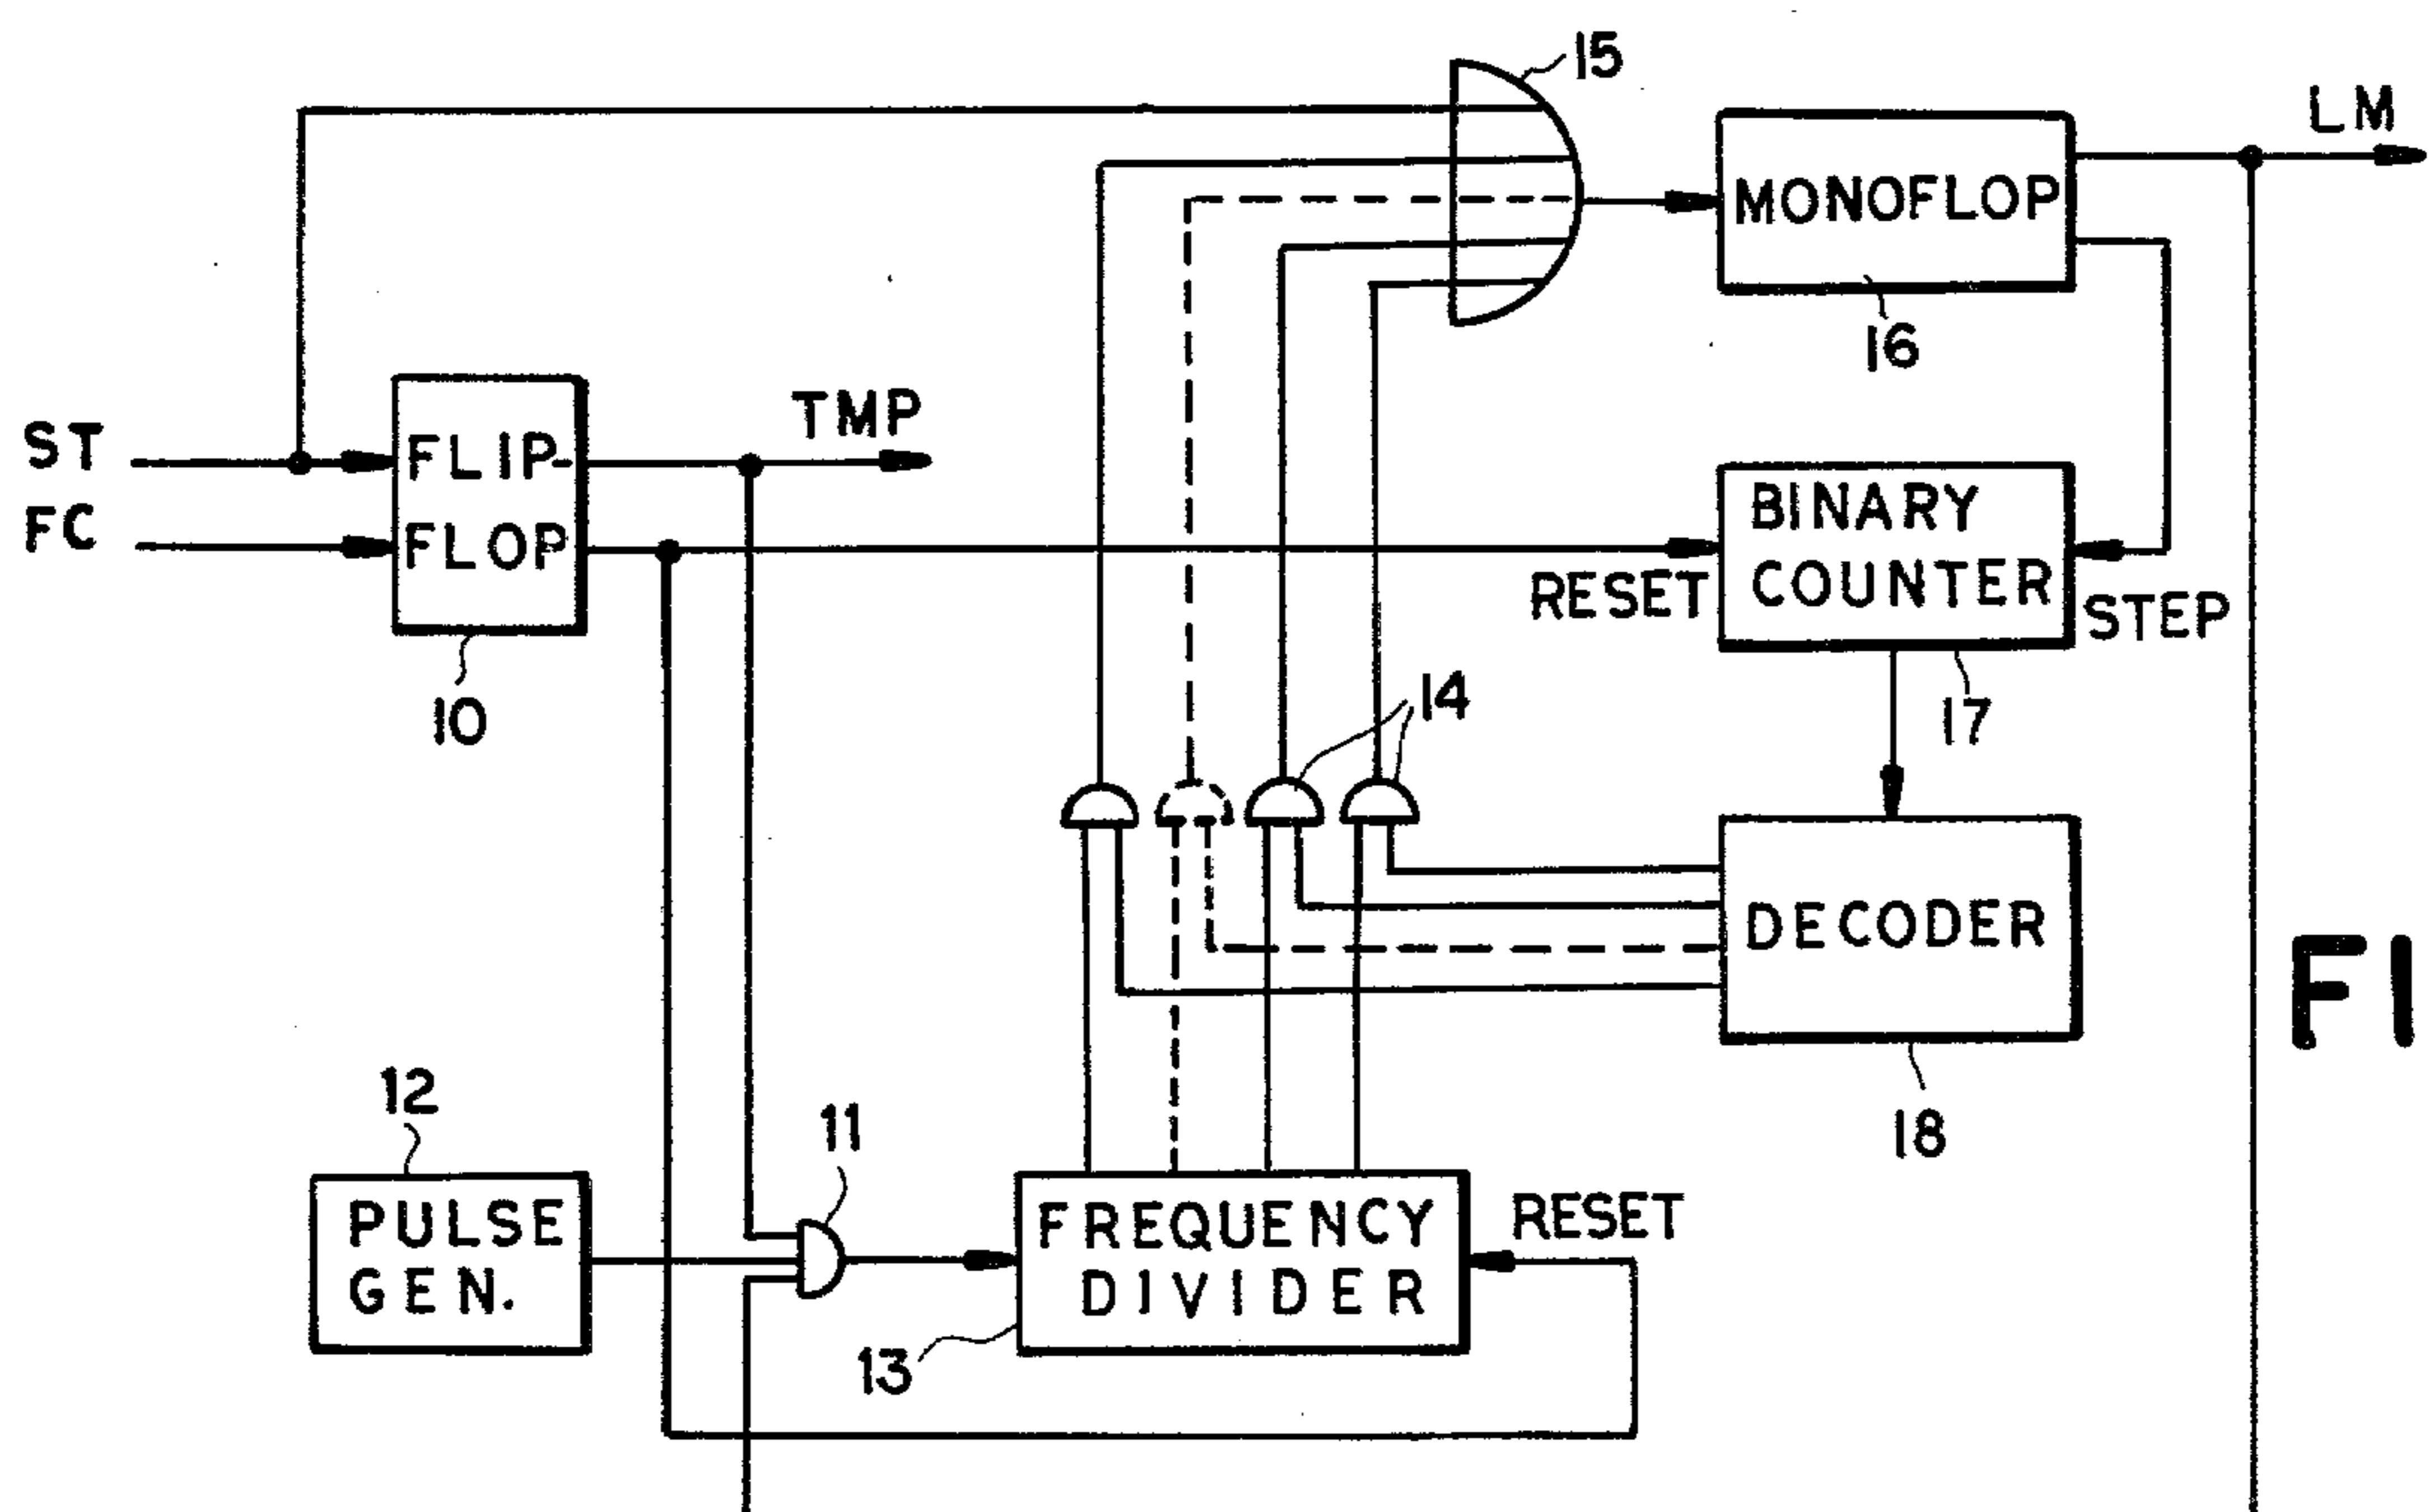 15
LM
MONOFLOP
16
ST
FC
FLIP-
FLOP
TMP
10
BINARY
COUNTER
RESET
STEP
14
17
DECODER
18
FI
12
11
PULSE
GEN.
FREQUENCY
DIVIDER
RESET
13